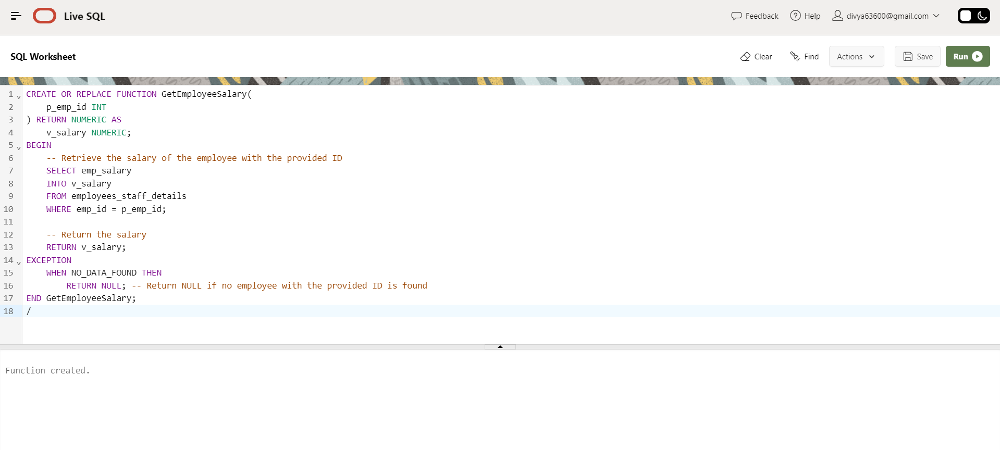 Live SQL
Feedback
Help
divya63600@gmail.com
SQL Worksheet
Clear
Find
Actions
Save
Run
1 CREATE OR REPLACE FUNCTION GetEmployeeSalary(
2     p_emp_id INT
3 ) RETURN NUMERIC AS
4     v_salary NUMERIC;
5 BEGIN
6     -- Retrieve the salary of the employee with the provided ID
7     SELECT emp_salary
8     INTO v_salary
9     FROM employees_staff_details
10     WHERE emp_id = p_emp_id;
11
12     -- Return the salary
13     RETURN v_salary;
14 EXCEPTION
15     WHEN NO_DATA_FOUND THEN
16         RETURN NULL; -- Return NULL if no employee with the provided ID is found
17 END GetEmployeeSalary;
18 /
Function created.